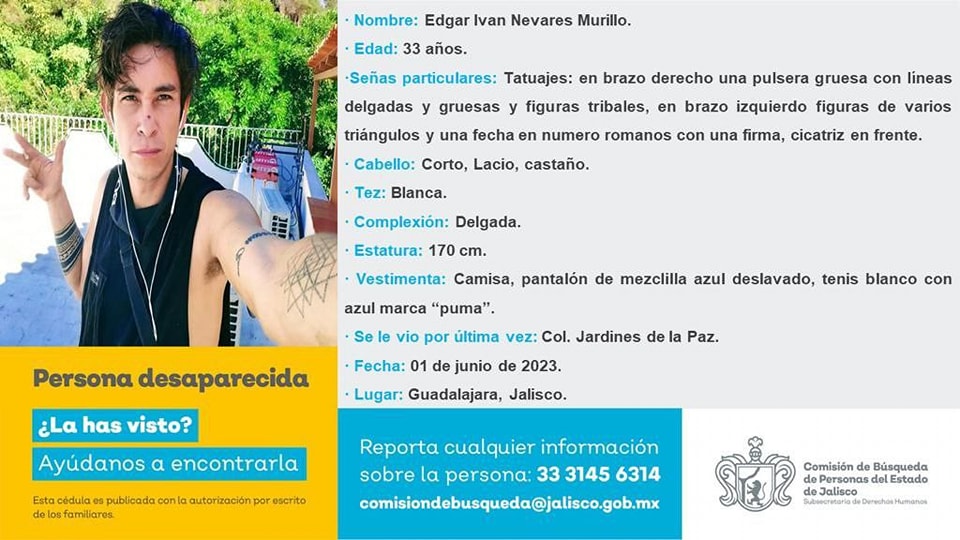 · Nombre: Edgar Ivan Nevares Murillo.
· Edad: 33 años.
·Señas particulares: Tatuajes: en brazo derecho una pulsera gruesa con líneas
delgadas y gruesas y figuras tribales, en brazo izquierdo figuras de varios
triángulos y una fecha en numero romanos con una firma, cicatriz en frente.
· Cabello: Corto, Lacio, castaño.
· Tez: Blanca.
· Complexión: Delgada.
· Estatura: 170 cm.
· Vestimenta: Camisa, pantalón de mezclilla azul deslavado, tenis blanco con
azul marca “puma”.
· Se le vio por última vez: Col. Jardines de la Paz.
· Fecha: 01 de junio de 2023.
· Lugar: Guadalajara, Jalisco.
Persona desaparecida
¿La has visto?
Ayúdanos a encontrarla
Esta cédula es publicada con la autorización por escrito
de los familiares.
Reporta cualquier información
sobre la persona: 33 3145 6314
comisiondebusqueda@jalisco.gob.mx
Comisión de Búsqueda
de Personas del Estado
de Jalisco
Subsecretaría de Derechos Humanos